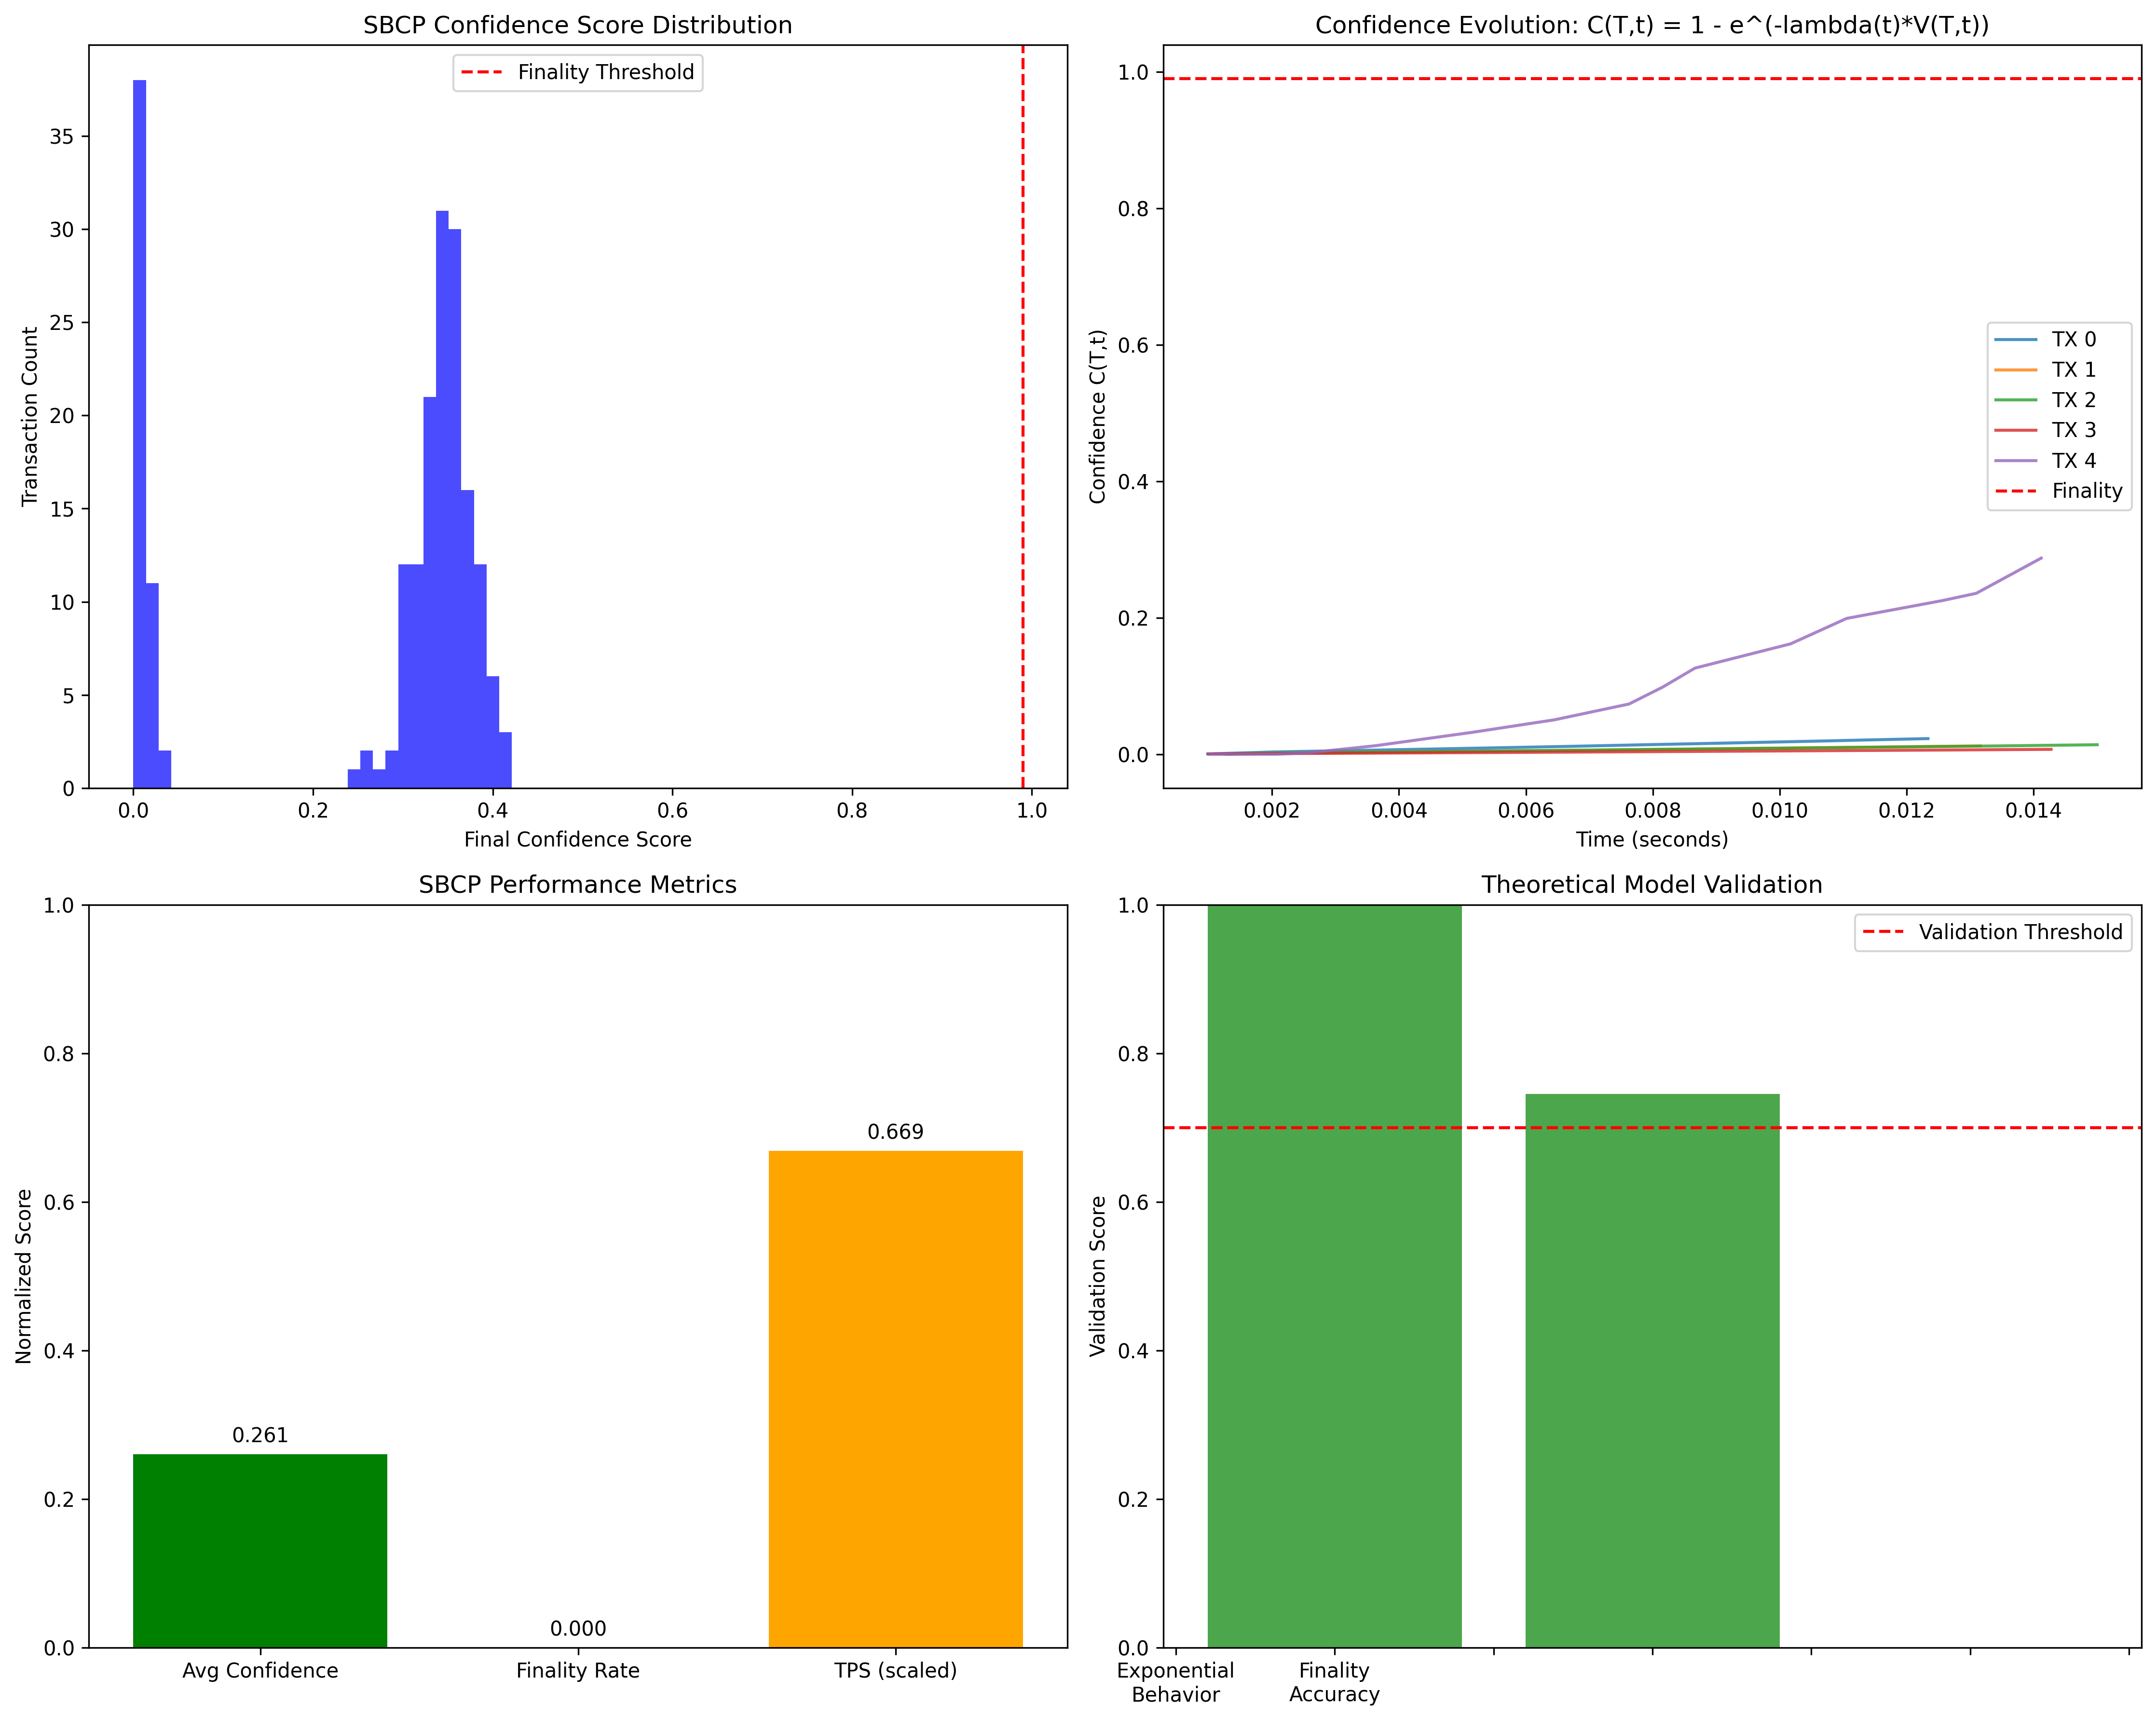 SBCP Confidence Score Distribution
Finality Threshold
Transaction Count
35
30
25
20
15
10
5
0
0.0 0.2 0.4 0.6 0.8 1.0
Final Confidence Score
Confidence Evolution: C(T,t) = 1 - e^(-lambda(t)*V(T,t))
Confidence C(T,t)
1.0
0.8
0.6
0.4
0.2
0.0
TX 0
TX 1
TX 2
TX 3
TX 4
Finality
0.002 0.004 0.006 0.008 0.010 0.012 0.014
Time (seconds)
SBCP Performance Metrics
Normalized Score
1.0
0.8
0.6
0.4
0.2
0.0
0.261
0.000
0.669
Avg Confidence Finality Rate TPS (scaled)
Theoretical Model Validation
Validation Threshold
Validation Score
1.0
0.8
0.6
0.4
0.2
0.0
Exponential Finality
Behavior Accuracy